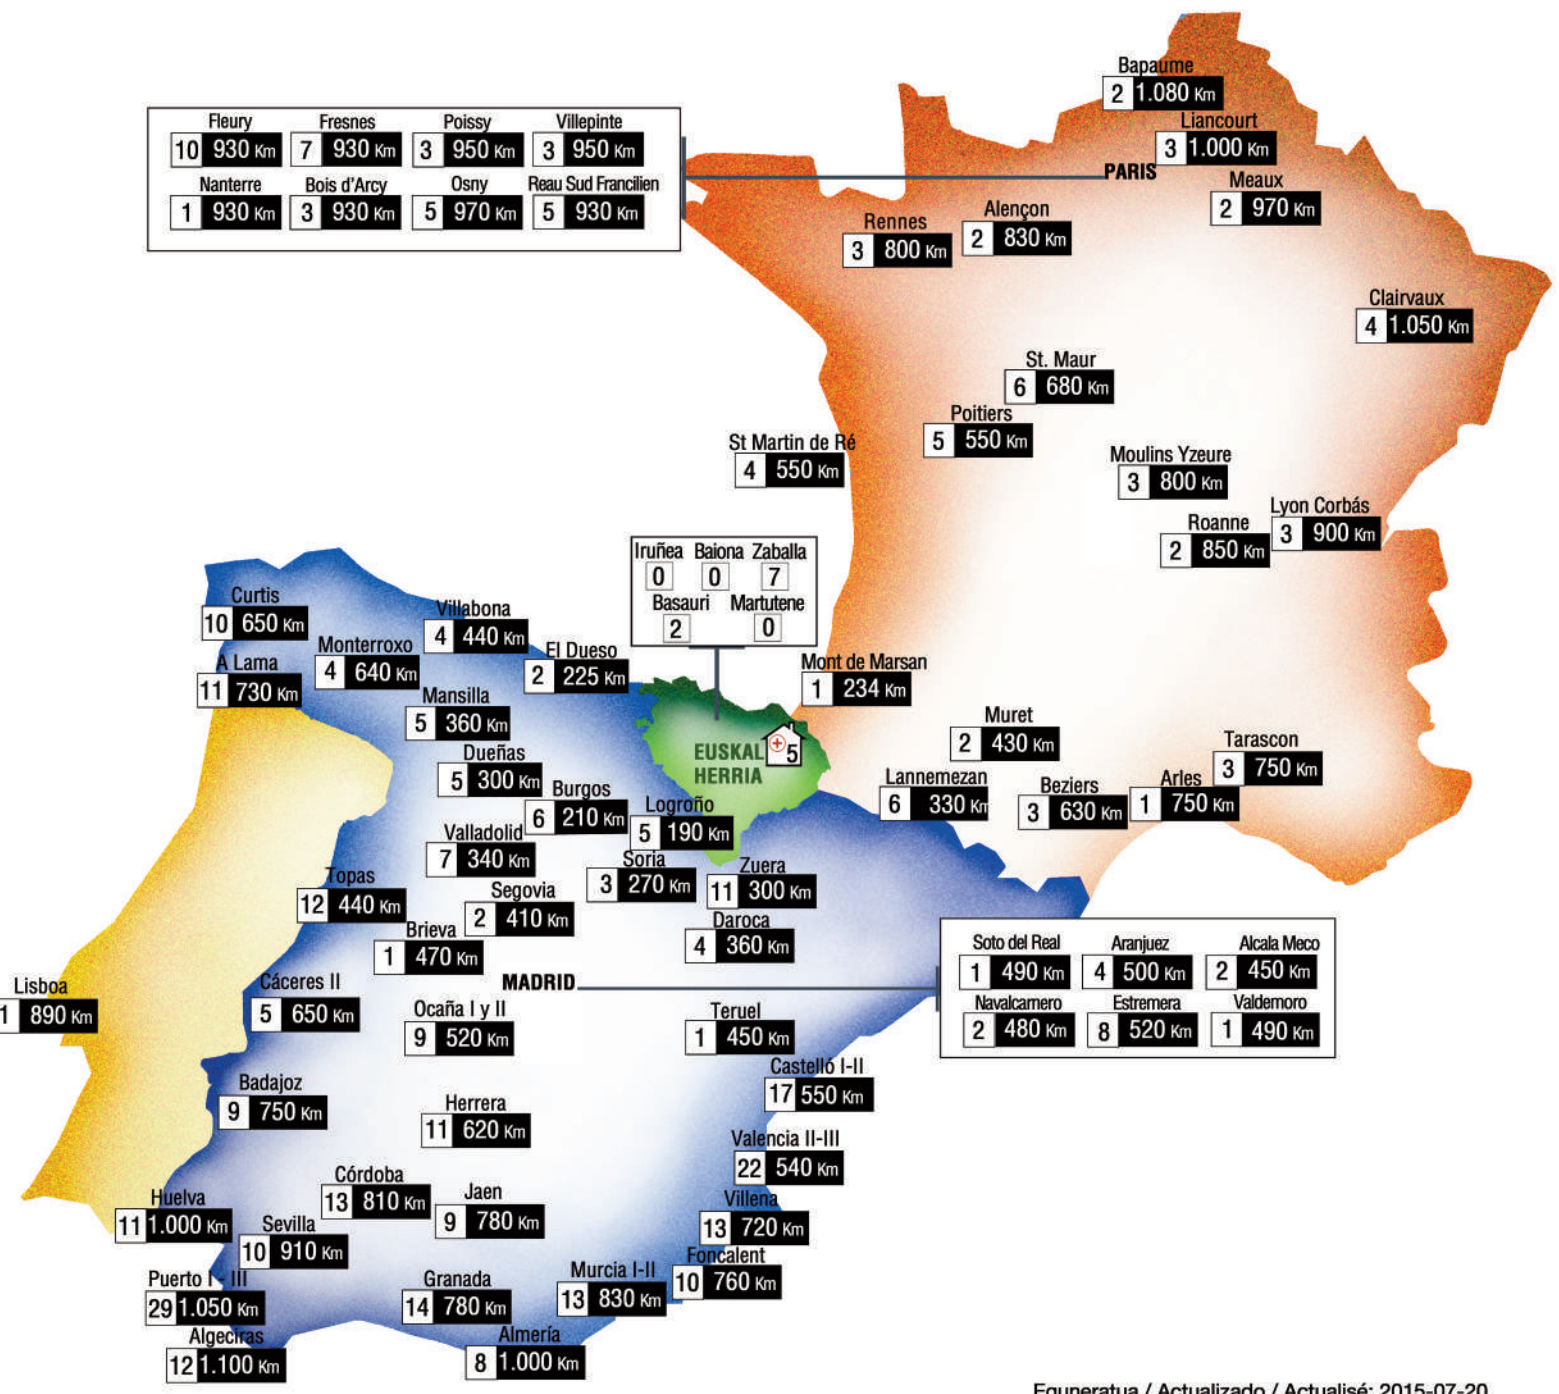 Bapaume
2 1.080 Km
Liancourt
3 1.000 Km
PARIS
Meaux
2 970 Km
Fleury Fresnes Poissy Villepinte
10 930 Km 7 930 Km 3 950 Km 3 950 Km
Nanterre Bois d'Arcy Osny Reau Sud Francilien
1 930 Km 3 930 Km 5 970 Km 5 930 Km
Rennes
3 800 Km
Alençon
2 830 Km
Clairvaux
4 1.050 Km
St. Maur
6 680 Km
Poitiers
5 550 Km
St Martin de Ré
4 550 Km
Moulins Yzeure
3 800 Km
Lyon Corbás
3 900 Km
Roanne
2 850 Km
Iruñea Baiona Zaballa
0 0 7
Basauri Martutene
2 0
Curtis
10 650 Km
Villabona
4 440 Km
Monterroxo
4 640 Km
El Dueso
2 225 Km
A Lama
11 730 Km
Mont de Marsan
1 234 Km
Mansilla
5 360 Km
Muret
2 430 Km
EUSKAL
HERRIA
5
Tarascon
3 750 Km
Dueñas
5 300 Km
Lannemezan
6 330 Km
Beziers
3 630 Km
Arles
1 750 Km
Burgos
6 210 Km
Logroño
5 190 Km
Valladolid
7 340 Km
Soria
3 270 Km
Zuera
11 300 Km
Topas
12 440 Km
Segovia
2 410 Km
Brieva
1 470 Km
Daroca
4 360 Km
MADRID
Soto del Real Aranjuez Alcala Meco
1 490 Km 4 500 Km 2 450 Km
Navalcarnero Estremera Valdemoro
2 480 Km 8 520 Km 1 490 Km
Lisboa
1 890 Km
Cáceres II
5 650 Km
Ocaña I y II
9 520 Km
Teruel
1 450 Km
Castelló I-II
17 550 Km
Badajoz
9 750 Km
Herrera
11 620 Km
Valencia II-III
22 540 Km
Córdoba
13 810 Km
Jaen
9 780 Km
Villena
13 720 Km
Huelva
11 1.000 Km
Sevilla
10 910 Km
Foncalent
10 760 Km
Puerto I - III
29 1.050 Km
Granada
14 780 Km
Murcia I-II
13 830 Km
Algeciras
12 1.100 Km
Almería
8 1.000 Km
Eguneratua / Actualizado / Actualisé: 2015-07-20